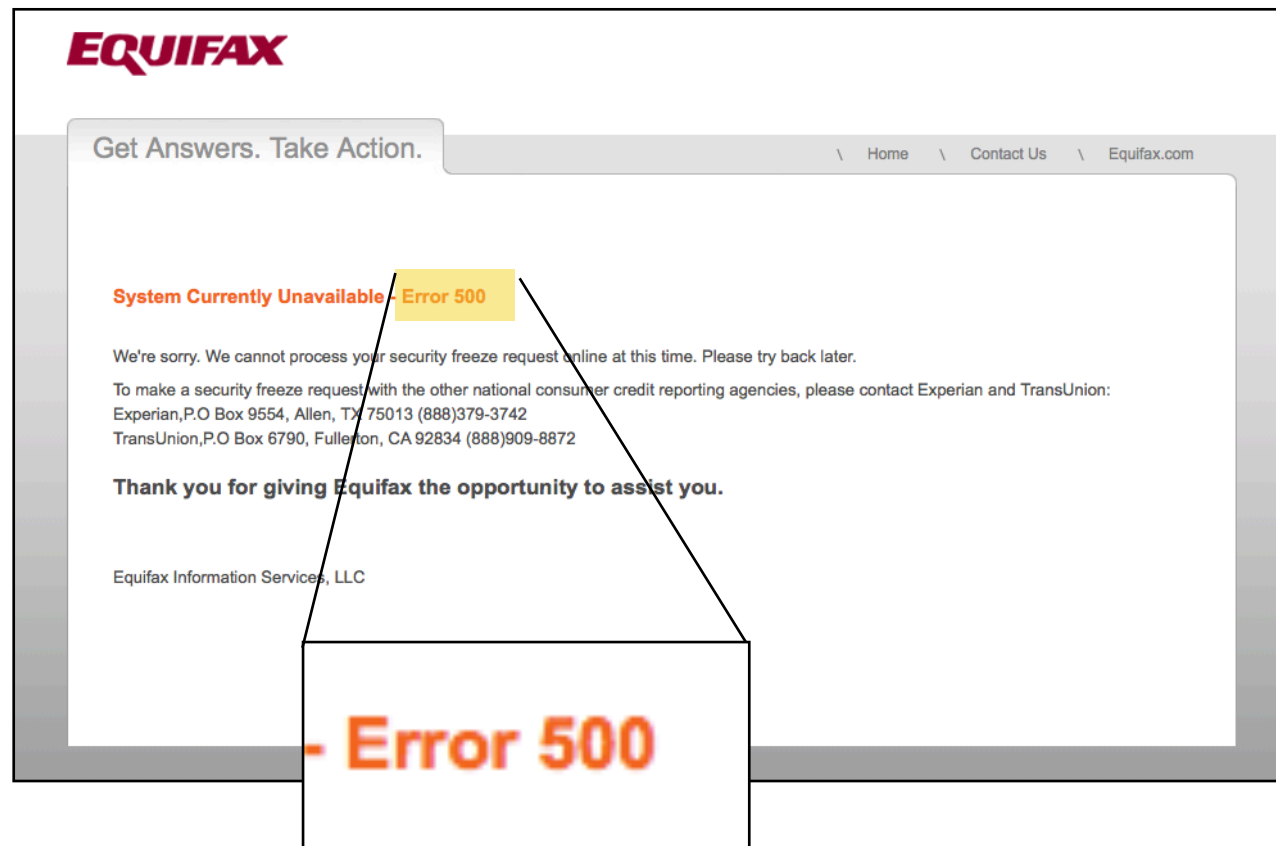 EQUIFAX
Get Answers. Take Action.
\ Home \ Contact Us \ Equifax.com
System Currently Unavailable - Error 500
We're sorry. We cannot process your security freeze request online at this time. Please try back later.
To make a security freeze request with the other national consumer credit reporting agencies, please contact Experian and TransUnion:
Experian,P.O Box 9554, Allen, TX 75013 (888)379-3742
TransUnion,P.O Box 6790, Fullerton, CA 92834 (888)909-8872
Thank you for giving Equifax the opportunity to assist you.
Equifax Information Services, LLC
- Error 500